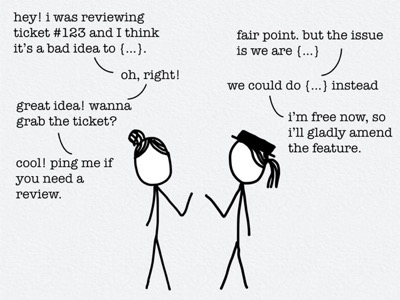 hey! i was reviewing
ticket #123 and I think
it's a bad idea to {...}.
fair point. but the issue
is we are {...}
oh, right!
we could do {...} instead
great idea! wanna
grab the ticket?
i'm free now, so
i'll gladly amend
the feature.
cool! ping me if
you need a
review.